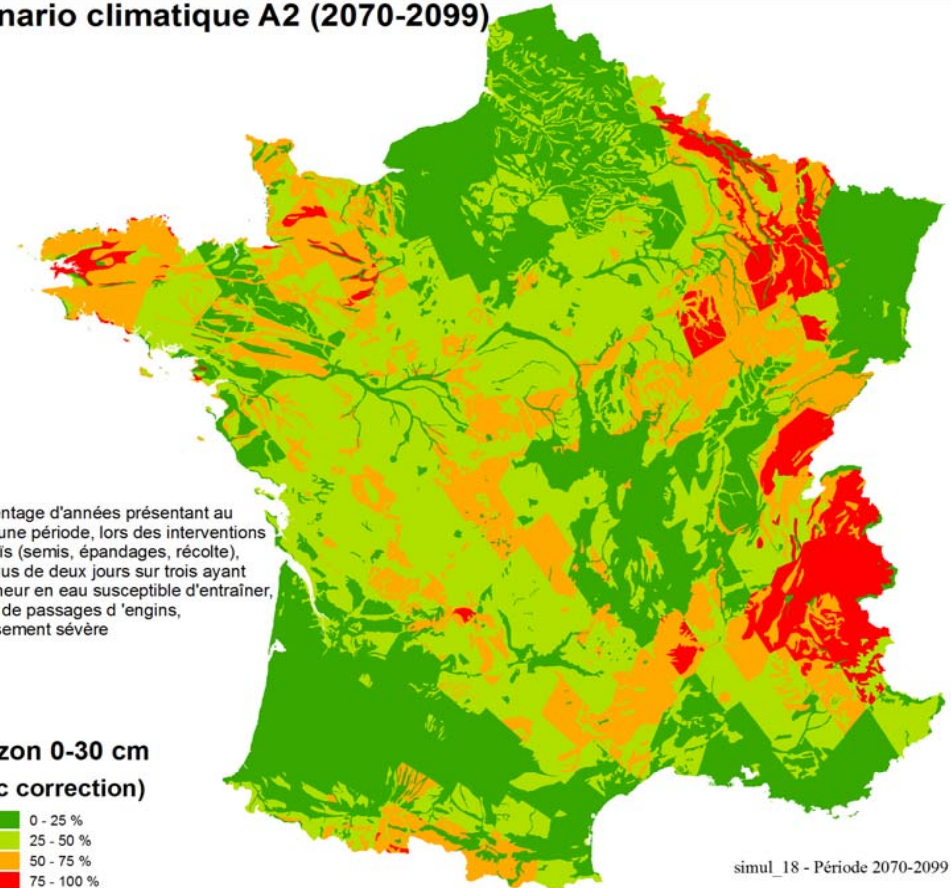 nario climatique A2 (2070-2099)
entage d'années présentant au
une période, lors des interventions
ïs (semis, épandages, récolte),
us de deux jours sur trois ayant
neur en eau susceptible d'entraîner,
de passages d 'engins,
sement sévère
zon 0-30 cm
c correction)
0 - 25 %
25 - 50 %
50 - 75 %
75 - 100 %
simul_18 - Période 2070-2099